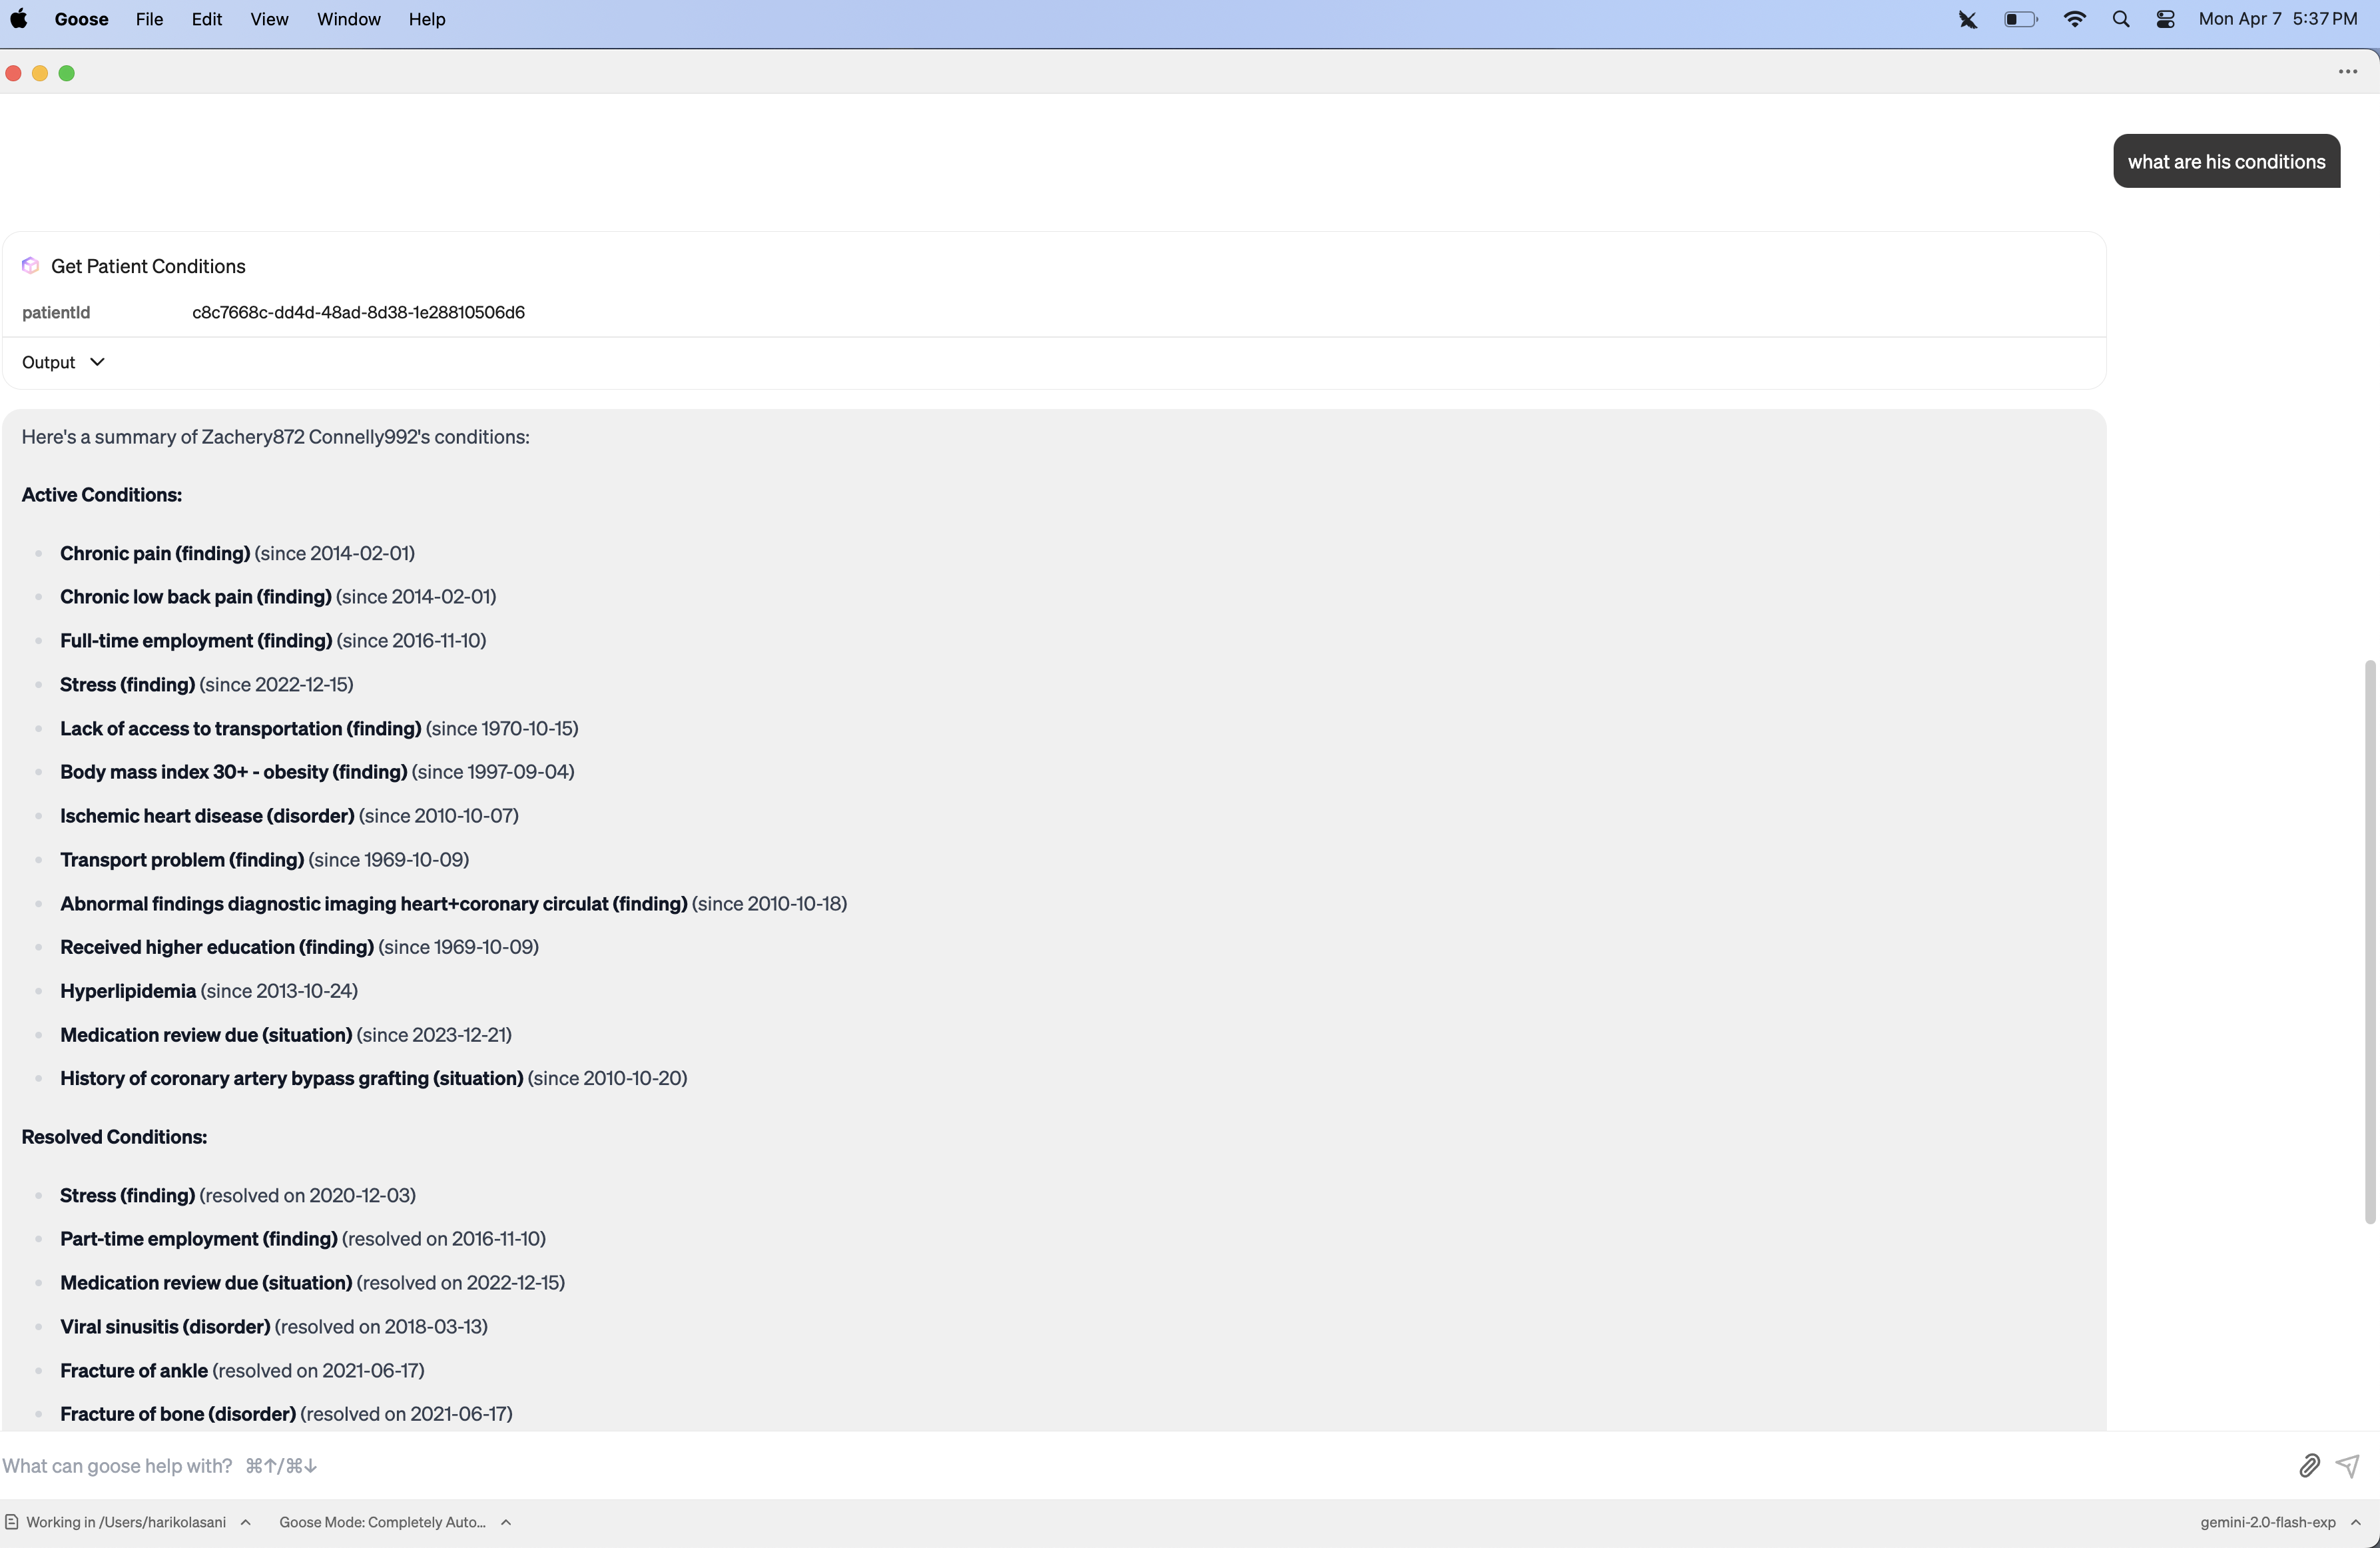 Goose File Edit View Window Help Mon Apr 7 5:37 PM
what are his conditions
Get Patient Conditions
patientId c8c7668c-dd4d-48ad-8d38-1e28810506d6
Output
Here's a summary of Zachery872 Connelly992's conditions:
Active Conditions:
Chronic pain (finding) (since 2014-02-01)
Chronic low back pain (finding) (since 2014-02-01)
Full-time employment (finding) (since 2016-11-10)
Stress (finding) (since 2022-12-15)
Lack of access to transportation (finding) (since 1970-10-15)
Body mass index 30+ - obesity (finding) (since 1997-09-04)
Ischemic heart disease (disorder) (since 2010-10-07)
Transport problem (finding) (since 1969-10-09)
Abnormal findings diagnostic imaging heart+coronary circulat (finding) (since 2010-10-18)
Received higher education (finding) (since 1969-10-09)
Hyperlipidemia (since 2013-10-24)
Medication review due (situation) (since 2023-12-21)
History of coronary artery bypass grafting (situation) (since 2010-10-20)
Resolved Conditions:
Stress (finding) (resolved on 2020-12-03)
Part-time employment (finding) (resolved on 2016-11-10)
Medication review due (situation) (resolved on 2022-12-15)
Viral sinusitis (disorder) (resolved on 2018-03-13)
Fracture of ankle (resolved on 2021-06-17)
Fracture of bone (disorder) (resolved on 2021-06-17)
What can goose help with? ⌘↑/⌘↓
Working in /Users/harikolasani Goose Mode: Completely Auto... gemini-2.0-flash-exp